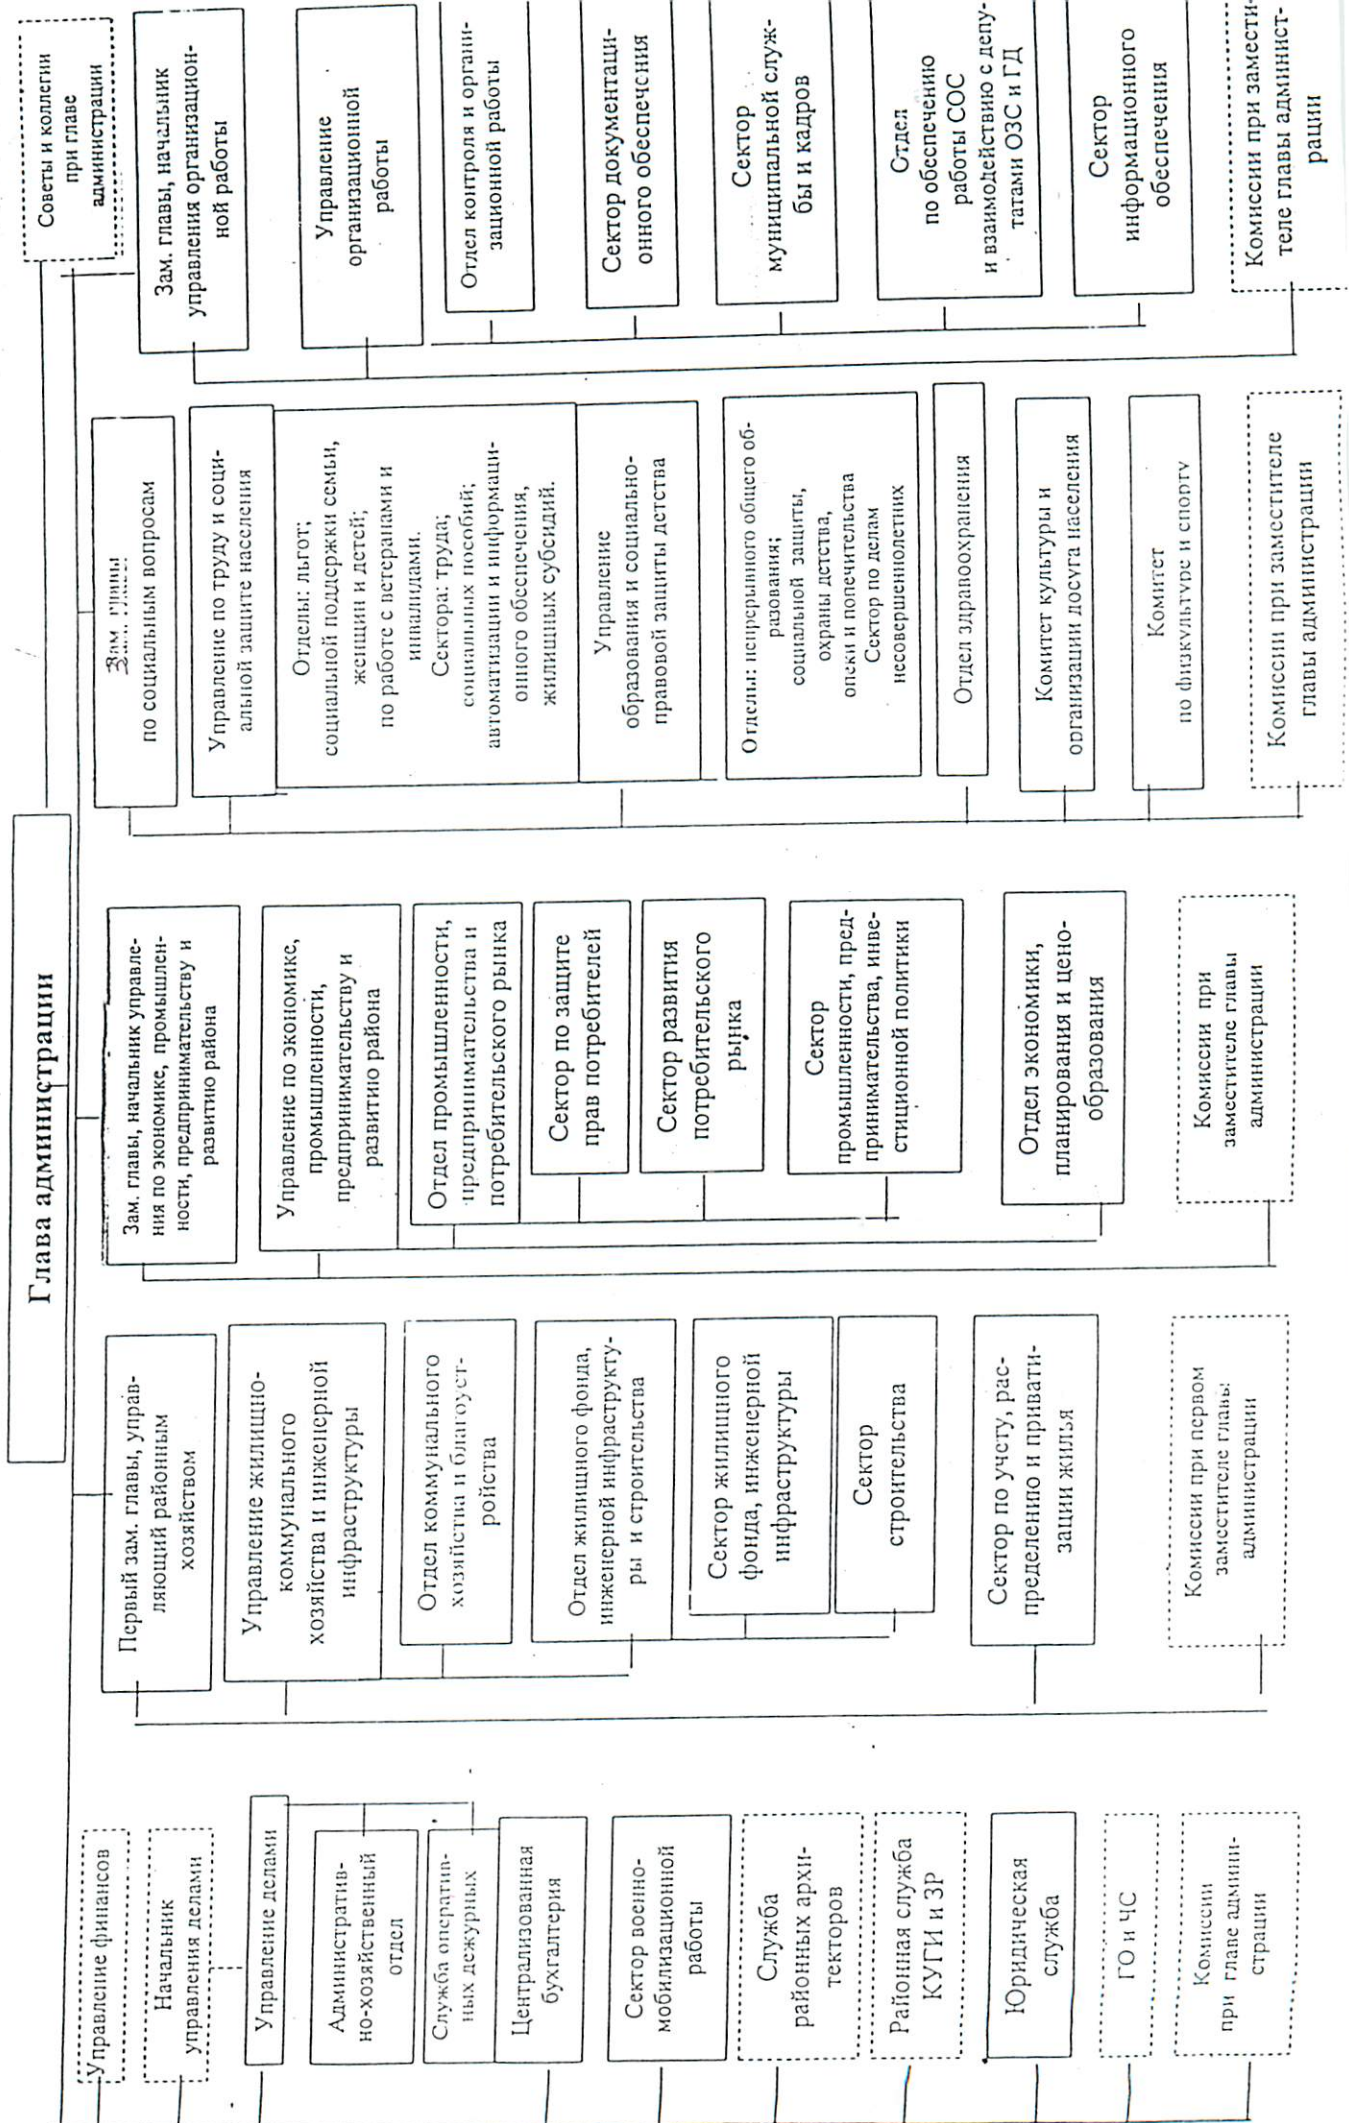 Глава администрации
Советы и коллегии
при главе
администрации
Управление финансов
Начальник
управления делами
Управление делами
Административ-
но-хозяйственный
отдел
Служба оператив-
ных дежурных
Централизованная
бухгалтерия
Сектор военно-
мобилизационной
работы
Служба
районных архи-
текторов
Районная служба
КУГИ и ЗР
Юридическая
служба
ГО и ЧС
Комиссии
при главе админи-
страции
Первый зам. главы, управ-
ляющий районным
хозяйством
Управление жилищно-
коммунального
хозяйства и инженерной
инфраструктуры
Отдел коммунального
хозяйства и благоуст-
ройства
Отдел жилищного фонда,
инженерной инфраструкту-
ры и строительства
Сектор жилищного
фонда, инженерной
инфраструктуры
Сектор
строительства
Сектор по учету, рас-
пределению и привати-
зации жилья
Комиссии при первом
заместителе главы
администрации
Зам. главы, начальник управле-
ния по экономике, промышлен-
ности, предпринимательству и
развитию района
Управление по экономике,
промышленности,
предпринимательству и
развитию района
Отдел промышленности,
предпринимательства и
потребительского рынка
Сектор по защите
прав потребителей
Сектор развития
потребительского
рынка
Сектор
промышленности, пред-
принимательства, инве-
стиционной политики
Отдел экономики,
планирования и цено-
образования
Комиссии при
заместителе главы
администрации
Зам. главы
по социальным вопросам
Управление по труду и соци-
альной защите населения
Отделы: льгот;
социальной поддержки семьи,
женщин и детей;
по работе с ветеранами и
инвалидами.
Сектора: труда;
социальных пособий;
автоматизации и информаци-
онного обеспечения,
жилищных субсидий.
Управление
образования и социально-
правовой защиты детства
Отделы: непрерывного общего об-
разования;
социальной защиты,
охраны детства,
опеки и попечительства
Сектор по делам
несовершеннолетних
Отдел здравоохранения
Комитет культуры и
организации досуга населения
Комитет
по физкультуре и спорту
Комиссии при заместителе
главы администрации
Зам. главы, начальник
управления организацион-
ной работы
Управление
организационной
работы
Отдел контроля и органи-
зационной работы
Сектор документаци-
онного обеспечения
Сектор
муниципальной служ-
бы и кадров
Отдел
по обеспечению
работы СОС
и взаимодействию с депу-
татами ОЗС и ГД
Сектор
информационного
обеспечения
Комиссии при замести-
теле главы админист-
рации